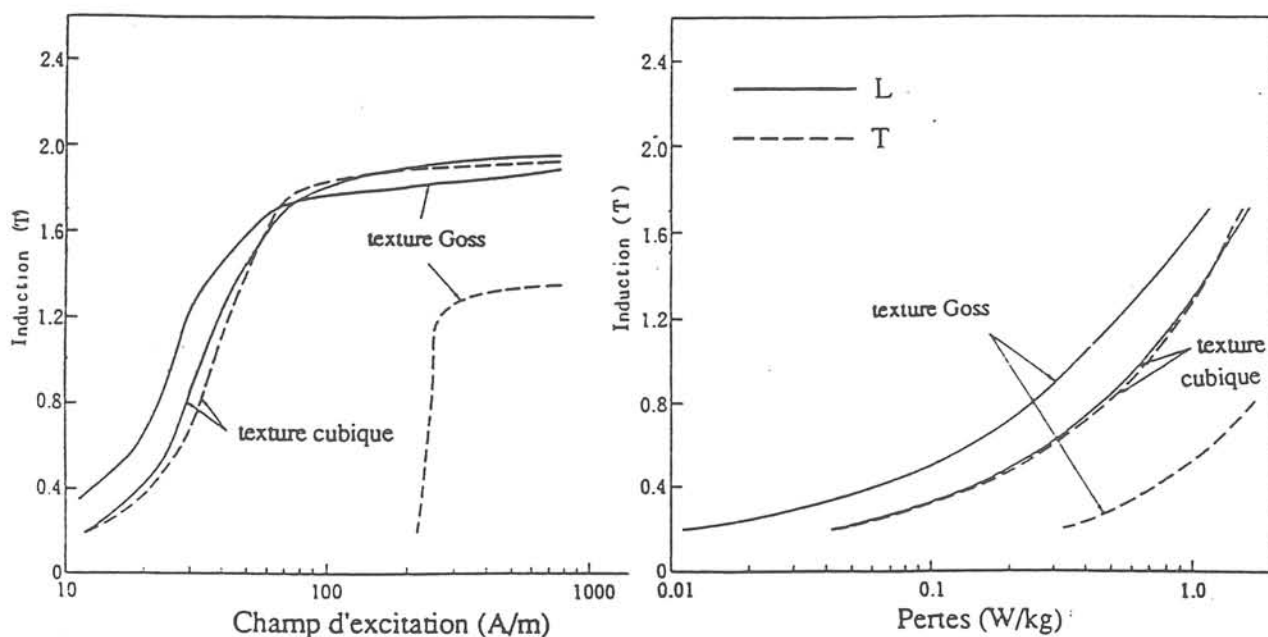 2.4
2.0
1.6
1.2
0.8
0.4
0
Induction (T)
texture Goss
texture cubique
10
100
1000
Champ d'excitation (A/m)
2.4
2.0
1.6
1.2
0.8
0.4
0
Induction (T)
L
T
texture Goss
texture
cubique
0.01
0.1
1.0
Pertes (W/kg)